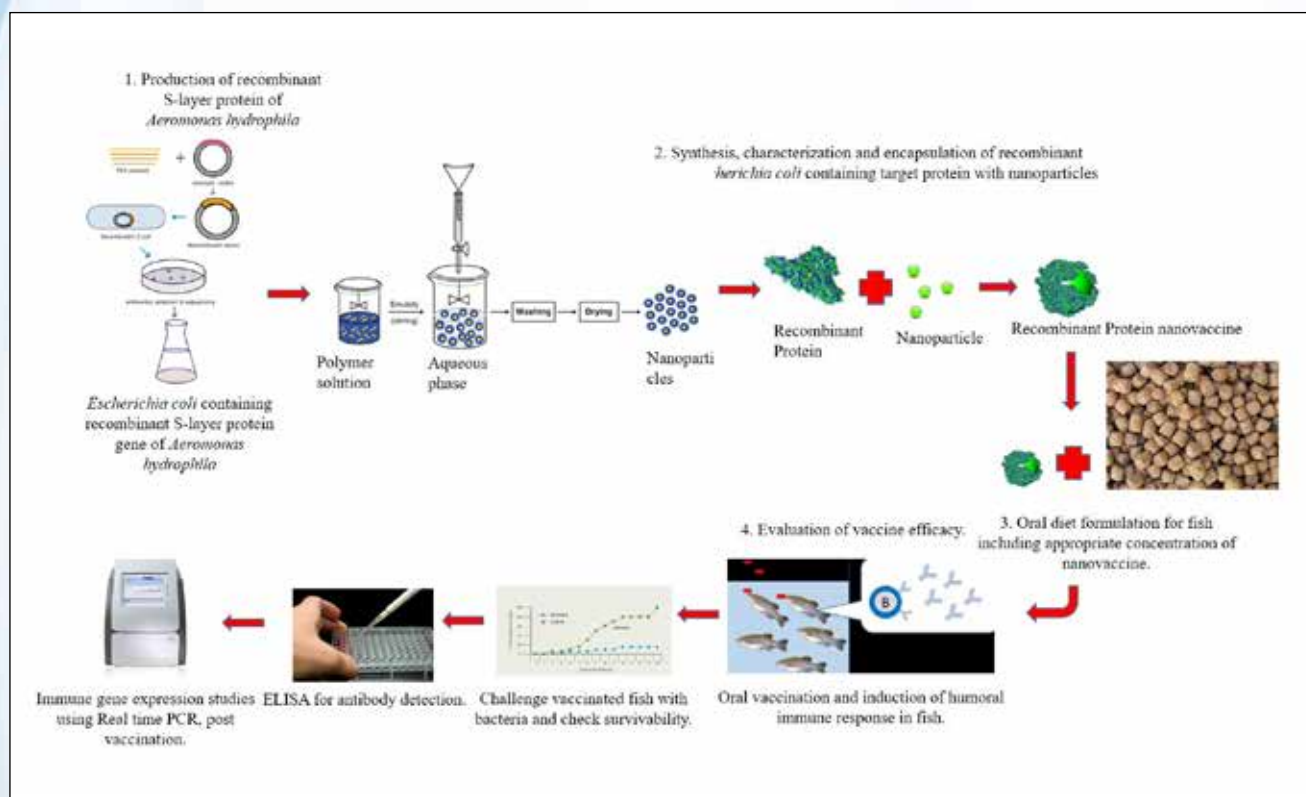 1. Production of recombinant
S-layer protein of
Aeromonas hydrophila
Escherichia coli containing
recombinant S-layer protein
gene of Aeromonas
hydrophila
2. Synthesis, characterization and encapsulation of recombinant
herichia coli containing target protein with nanoparticles
Polymer
solution
(stirring)
Aqueous
phase
Washing
Drying
Nanoparti
cles
Recombinant
Protein
Nanoparticle
Recombinant Protein nanovaccine
3. Oral diet formulation for fish
including appropriate concentration of
nanovaccine.
4. Evaluation of vaccine efficacy.
B
Oral vaccination and induction of humoral
immune response in fish.
Challenge vaccinated fish with
bacteria and check survivability.
ELISA for antibody detection.
Immune gene expression studies
using Real time PCR, post
vaccination.